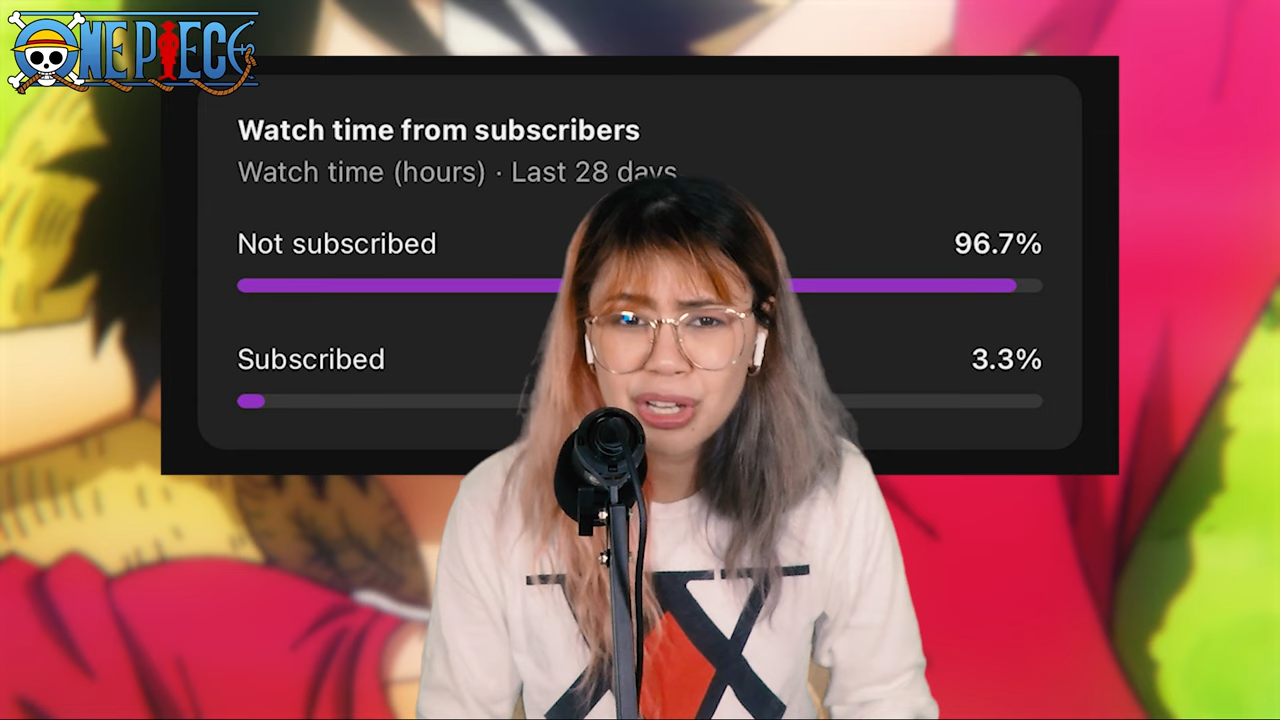 ONE PIECE
Watch time from subscribers
Watch time (hours) · Last 28 days
Not subscribed
96.7%
Subscribed
3.3%